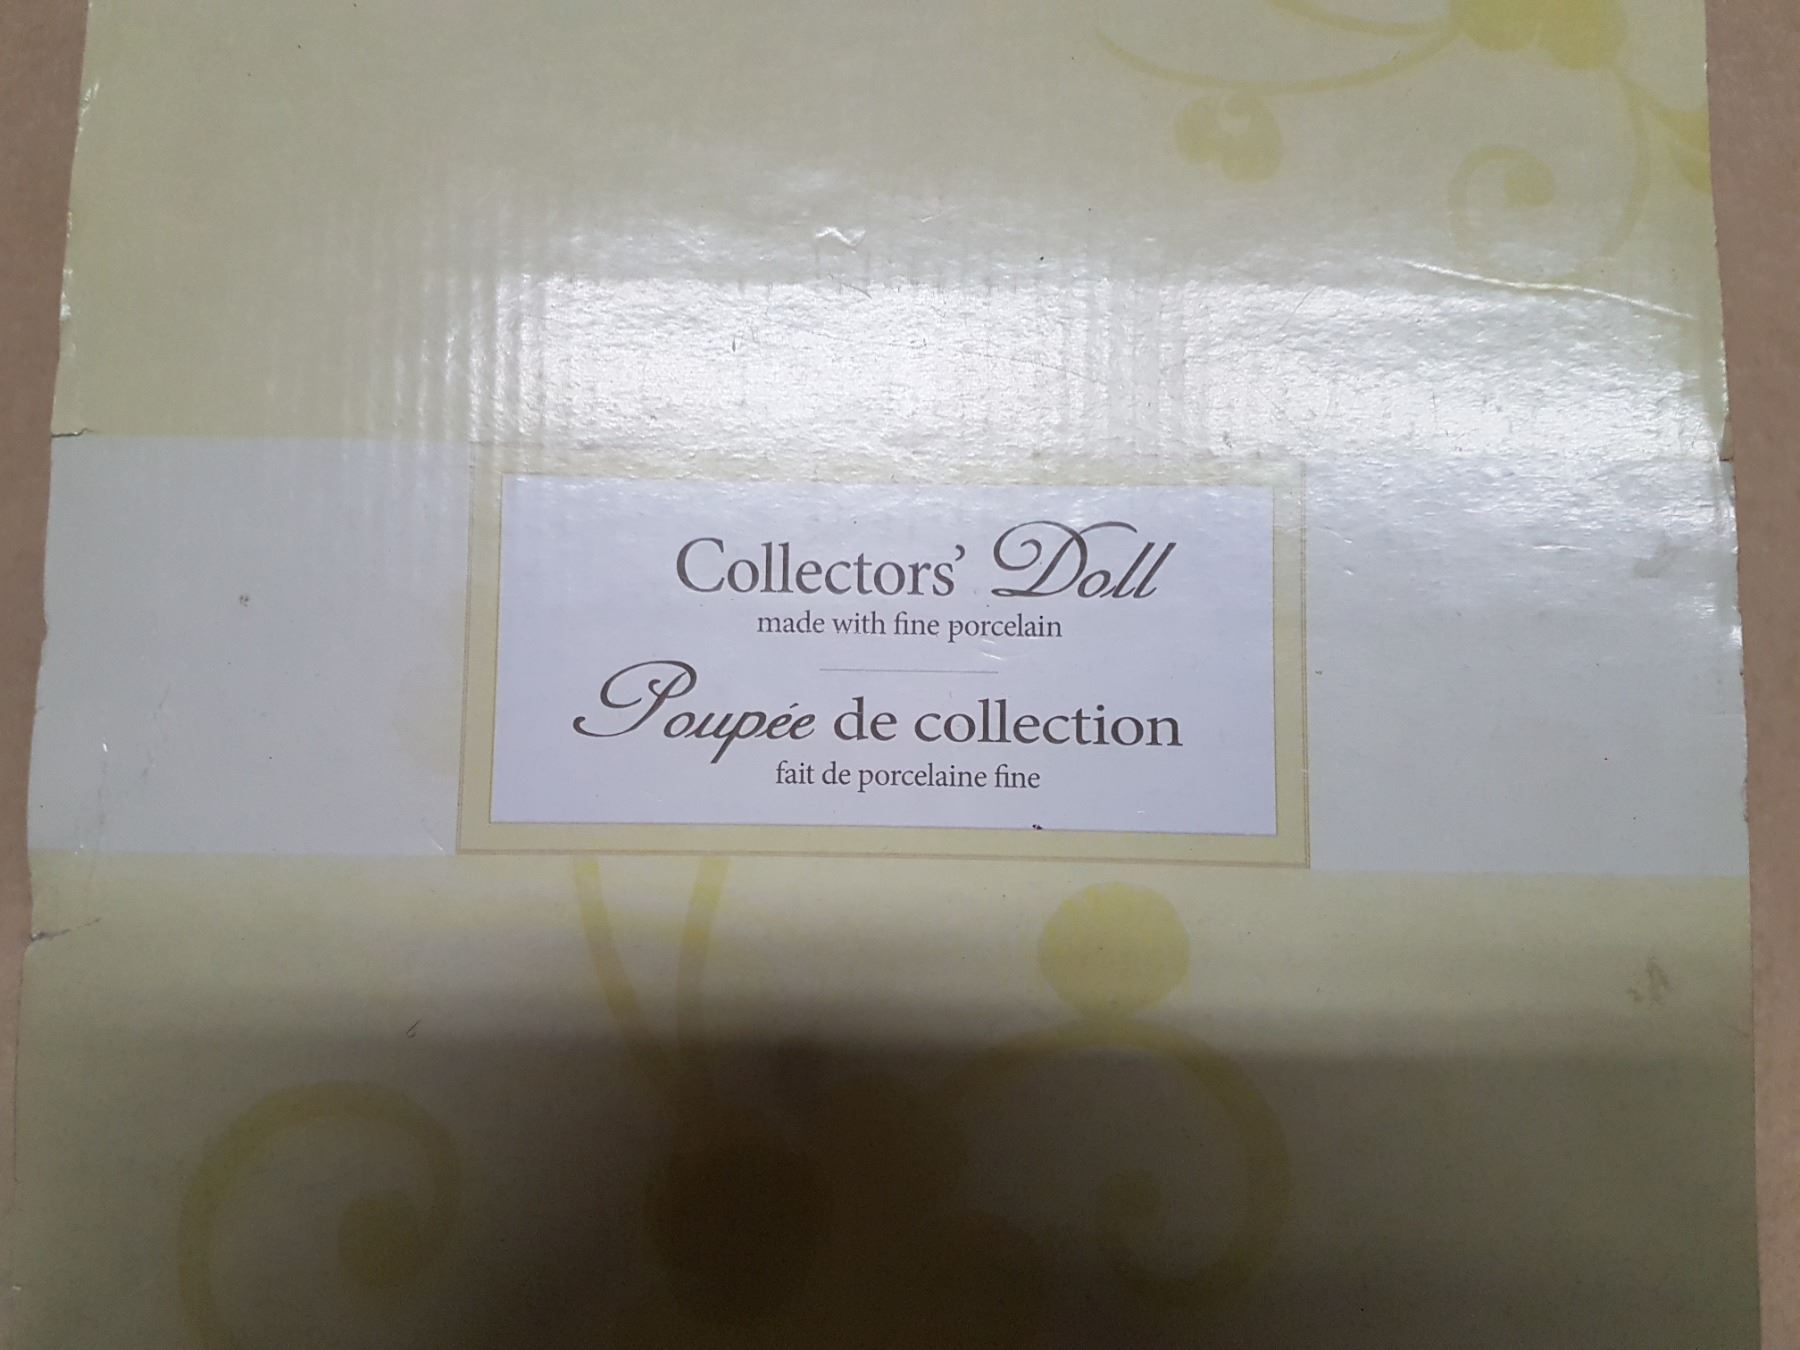 Collectors' Doll
made with fine porcelain
Poupée de collection
fait de porcelaine fine